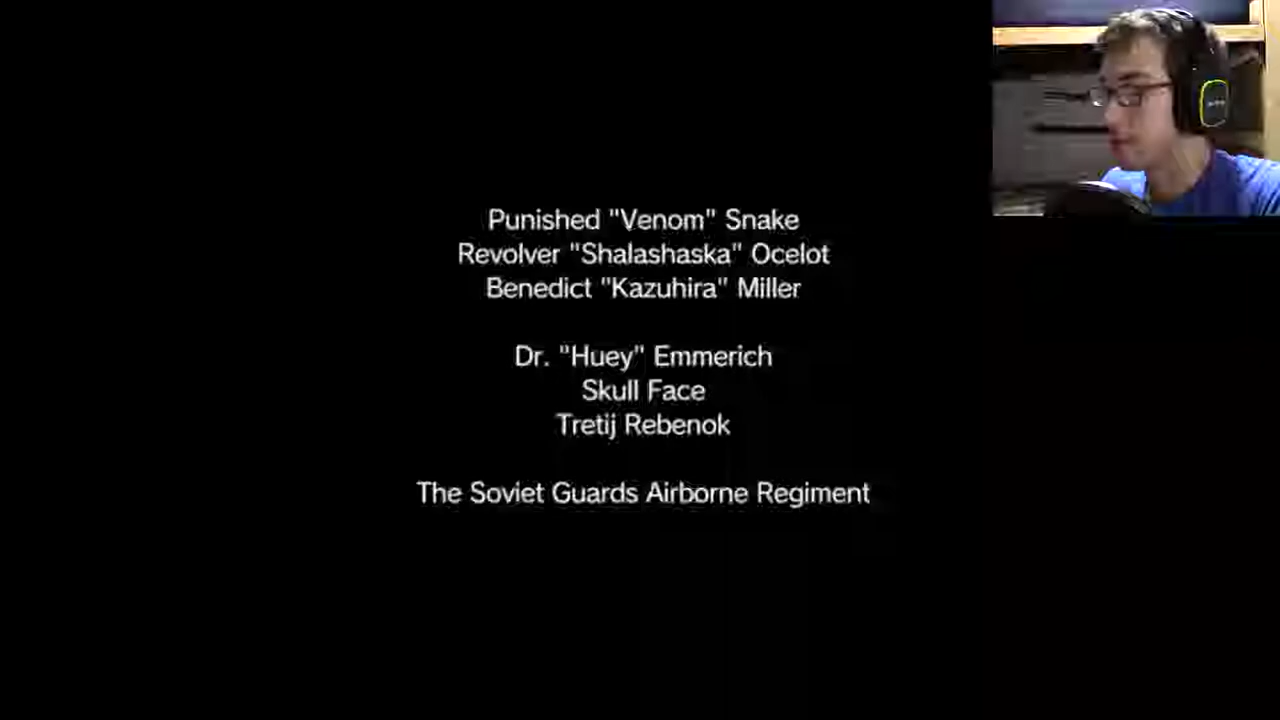 Punished "Venom" Snake
Revolver "Shalashaska" Ocelot
Benedict "Kazuhira" Miller
Dr. "Huey" Emmerich
Skull Face
Tretij Rebenok
The Soviet Guards Airborne Regiment